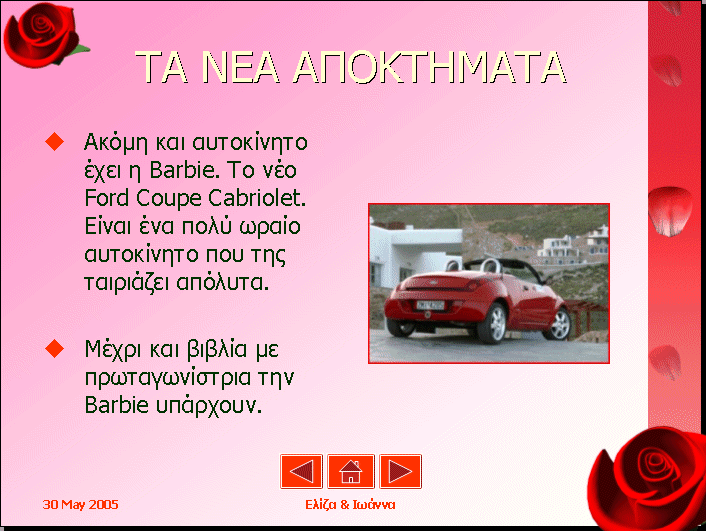 ΤΑ ΝΕΑ ΑΠΟΚΤΗΜΑΤΑ
Ακόμη και αυτοκίνητο
έχει η Barbie. Το νέο
Ford Coupe Cabriolet.
Είναι ένα πολύ ωραίο
αυτοκίνητο που της
ταιριάζει απόλυτα.
Μέχρι και βιβλία με
πρωταγωνίστρια την
Barbie υπάρχουν.
30 May 2005
Ελίζα & Ιωάννα